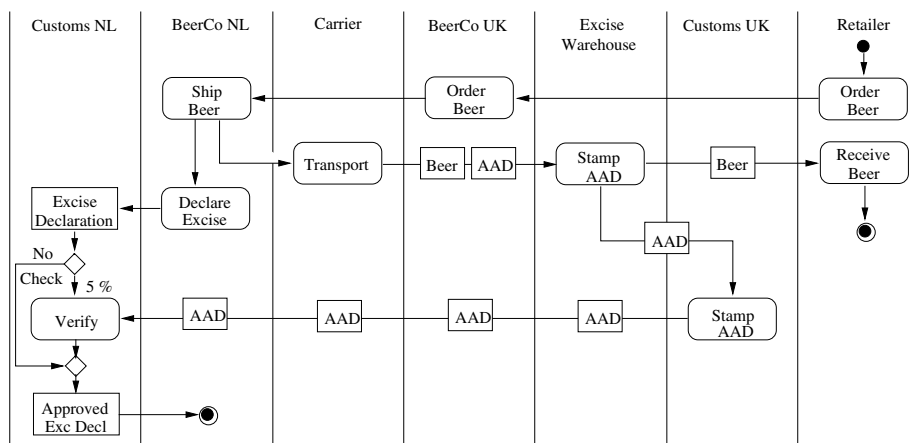 Customs NL
BeerCo NL
Carrier
BeerCo UK
Excise
Warehouse
Customs UK
Retailer
Ship
Beer
Order
Beer
Order
Beer
Transport
Beer
AAD
Stamp
AAD
Beer
Receive
Beer
Excise
Declaration
Declare
Excise
AAD
No
Check
5 %
Verify
AAD
AAD
AAD
AAD
Stamp
AAD
Approved
Exc Decl